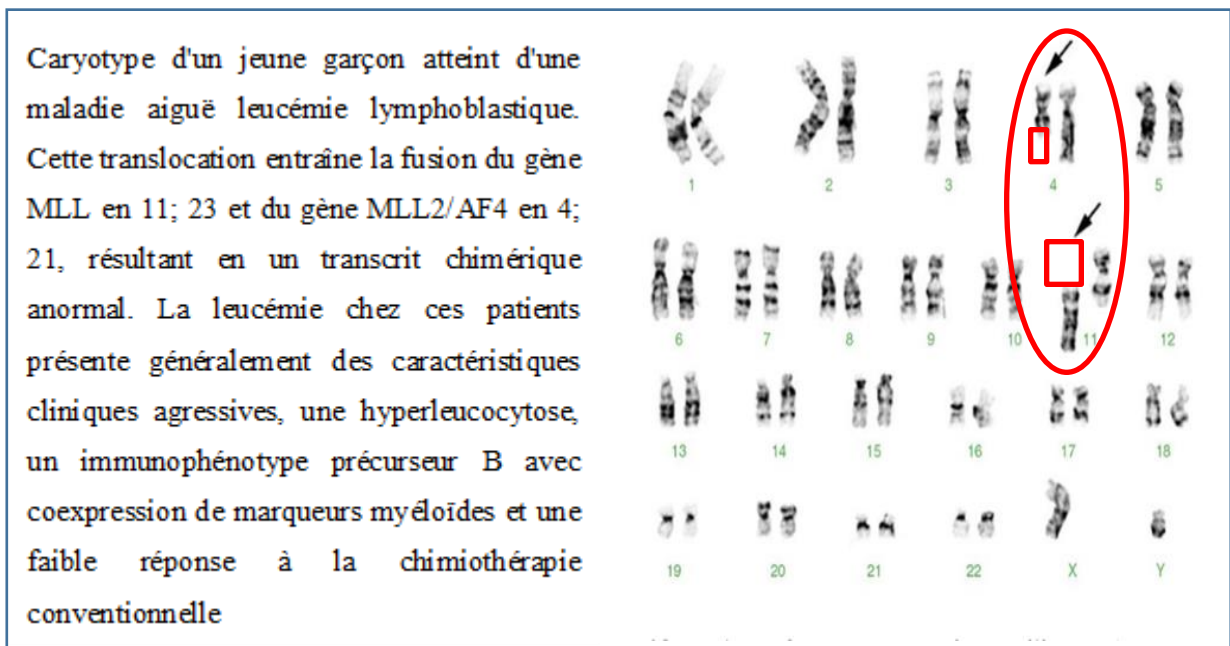 Caryotype d'un jeune garçon atteint d'une
maladie aiguë leucémie lymphoblastique.
Cette translocation entraîne la fusion du gène
MLL en 11; 23 et du gène MLL2/AF4 en 4;
21, résultant en un transcrit chimérique
anormal. La leucémie chez ces patients
présente généralement des caractéristiques
cliniques agressives, une hyperleucocytose,
un immunophénotype précurseur B avec
coexpression de marqueurs myéloïdes et une
faible réponse à la chimiothérapie
conventionnelle
1 2 3 4 5
6 7 8 9 10 11 12
13 14 15 16 17 18
19 20 21 22 X Y